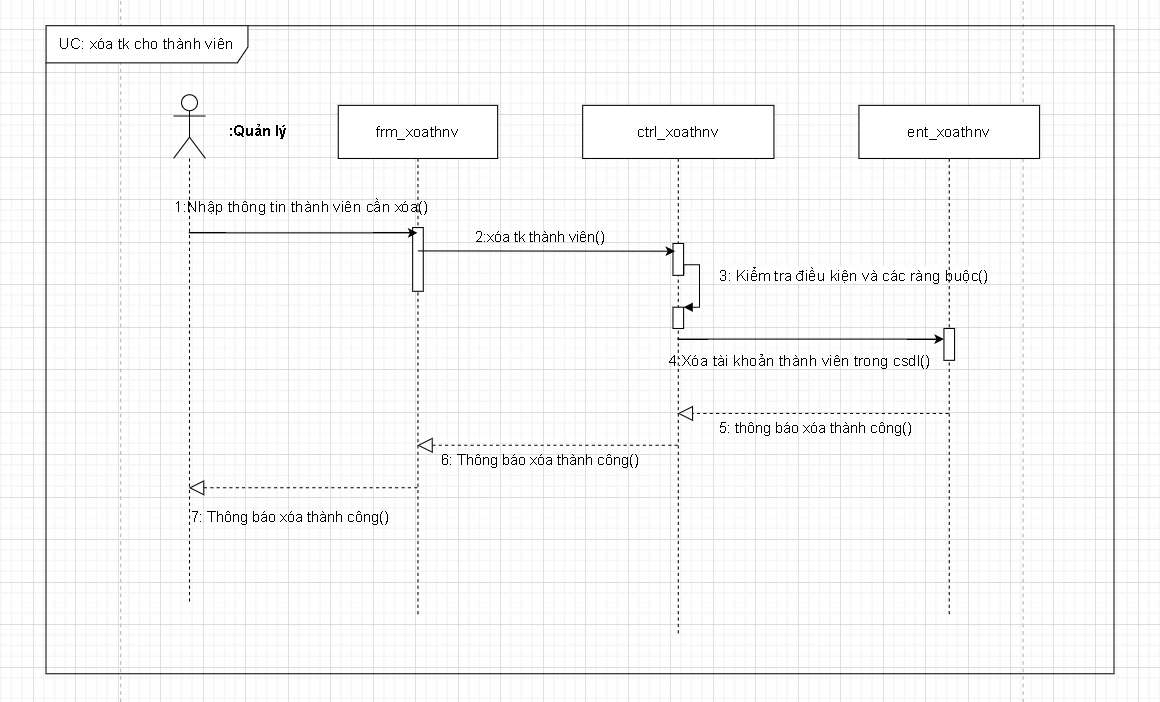 UC: xóa tk cho thành viên
:Quản lý
frm_xoathnv
ctrl_xoathnv
ent_xoathnv
1:Nhập thông tin thành viên cần xóa()
2:xóa tk thành viên()
3: Kiểm tra điều kiện và các ràng buộc()
4:Xóa tài khoản thành viên trong csdl()
5: thông báo xóa thành công()
6: Thông báo xóa thành công()
7: Thông báo xóa thành công()